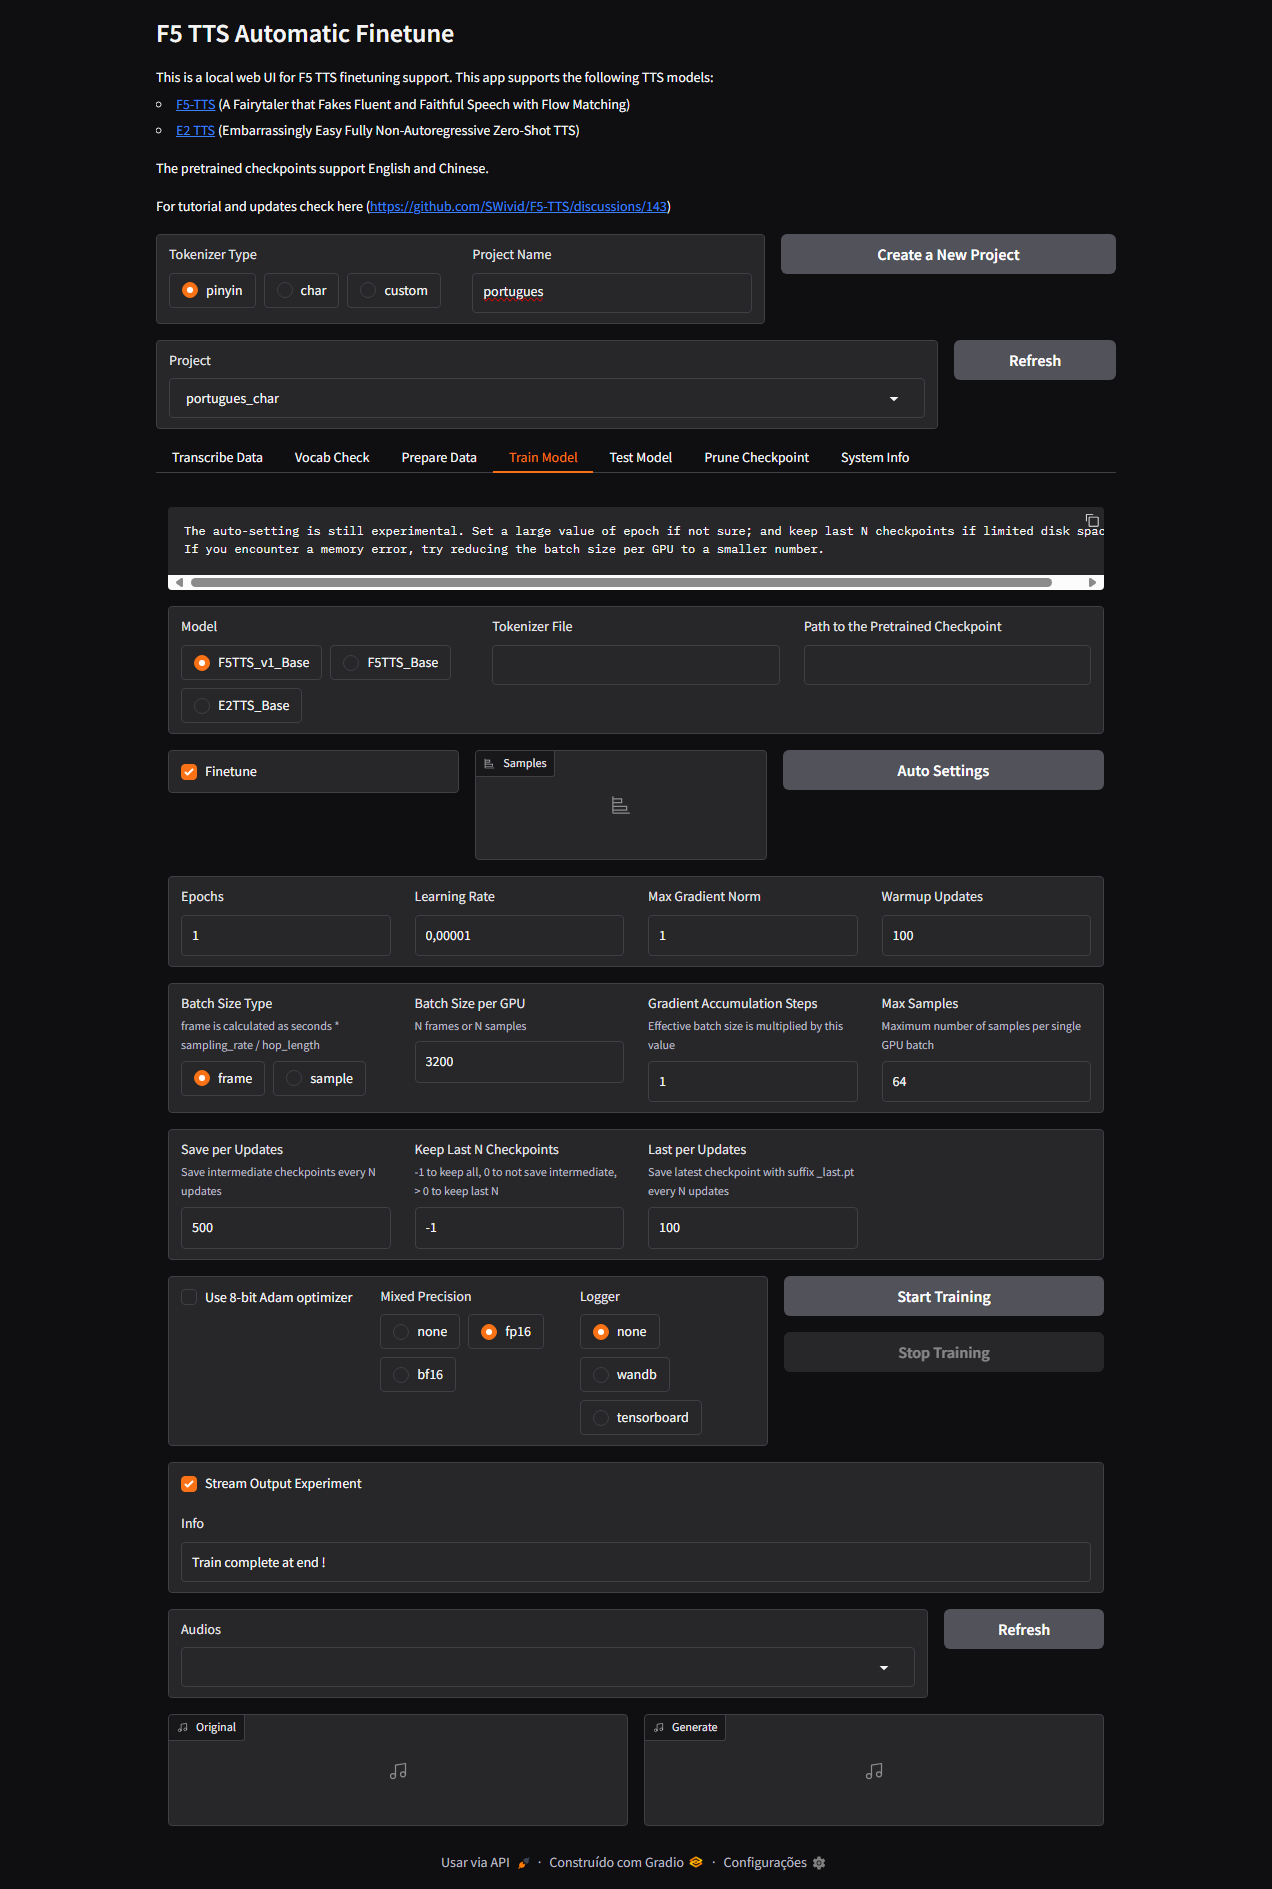 F5 TTS Automatic Finetune
This is a local web UI for F5 TTS finetuning support. This app supports the following TTS models:
F5-TTS (A Fairytaler that Fakes Fluent and Faithful Speech with Flow Matching)
E2 TTS (Embarrassingly Easy Fully Non-Autoregressive Zero-Shot TTS)
The pretrained checkpoints support English and Chinese.
For tutorial and updates check here (https://github.com/SWivid/F5-TTS/discussions/143)
Tokenizer Type
pinyin char custom
Project Name
portugues
Create a New Project
Project
portugues_char
Refresh
Transcribe Data Vocab Check Prepare Data Train Model Test Model Prune Checkpoint System Info
The auto-setting is still experimental. Set a large value of epoch if not sure; and keep last N checkpoints if limited disk spac
If you encounter a memory error, try reducing the batch size per GPU to a smaller number.
Model
F5TTS_v1_Base F5TTS_Base
E2TTS_Base
Tokenizer File
Path to the Pretrained Checkpoint
Finetune
Samples
Auto Settings
Epochs
1
Learning Rate
0,00001
Max Gradient Norm
1
Warmup Updates
100
Batch Size Type
frame is calculated as seconds *
sampling_rate / hop_length
frame sample
Batch Size per GPU
N frames or N samples
3200
Gradient Accumulation Steps
Effective batch size is multiplied by this
value
1
Max Samples
Maximum number of samples per single
GPU batch
64
Save per Updates
Save intermediate checkpoints every N
updates
500
Keep Last N Checkpoints
-1 to keep all, 0 to not save intermediate,
> 0 to keep last N
-1
Last per Updates
Save latest checkpoint with suffix _last.pt
every N updates
100
Use 8-bit Adam optimizer
Mixed Precision
none fp16
bf16
Logger
none
wandb
tensorboard
Start Training
Stop Training
Stream Output Experiment
Info
Train complete at end !
Audios
Refresh
Original
Generate
Usar via API · Construído com Gradio · Configurações